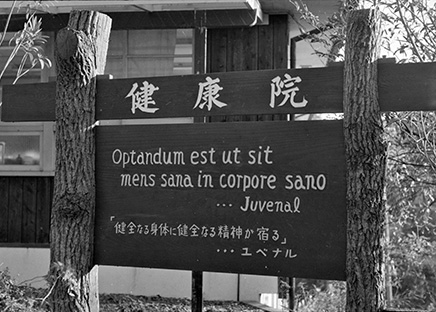 健康院
Optandum est ut sit
mens sana in corpore sano
... Juvenal
「健全なる身体に健全なる精神が宿る」
... ユベナル